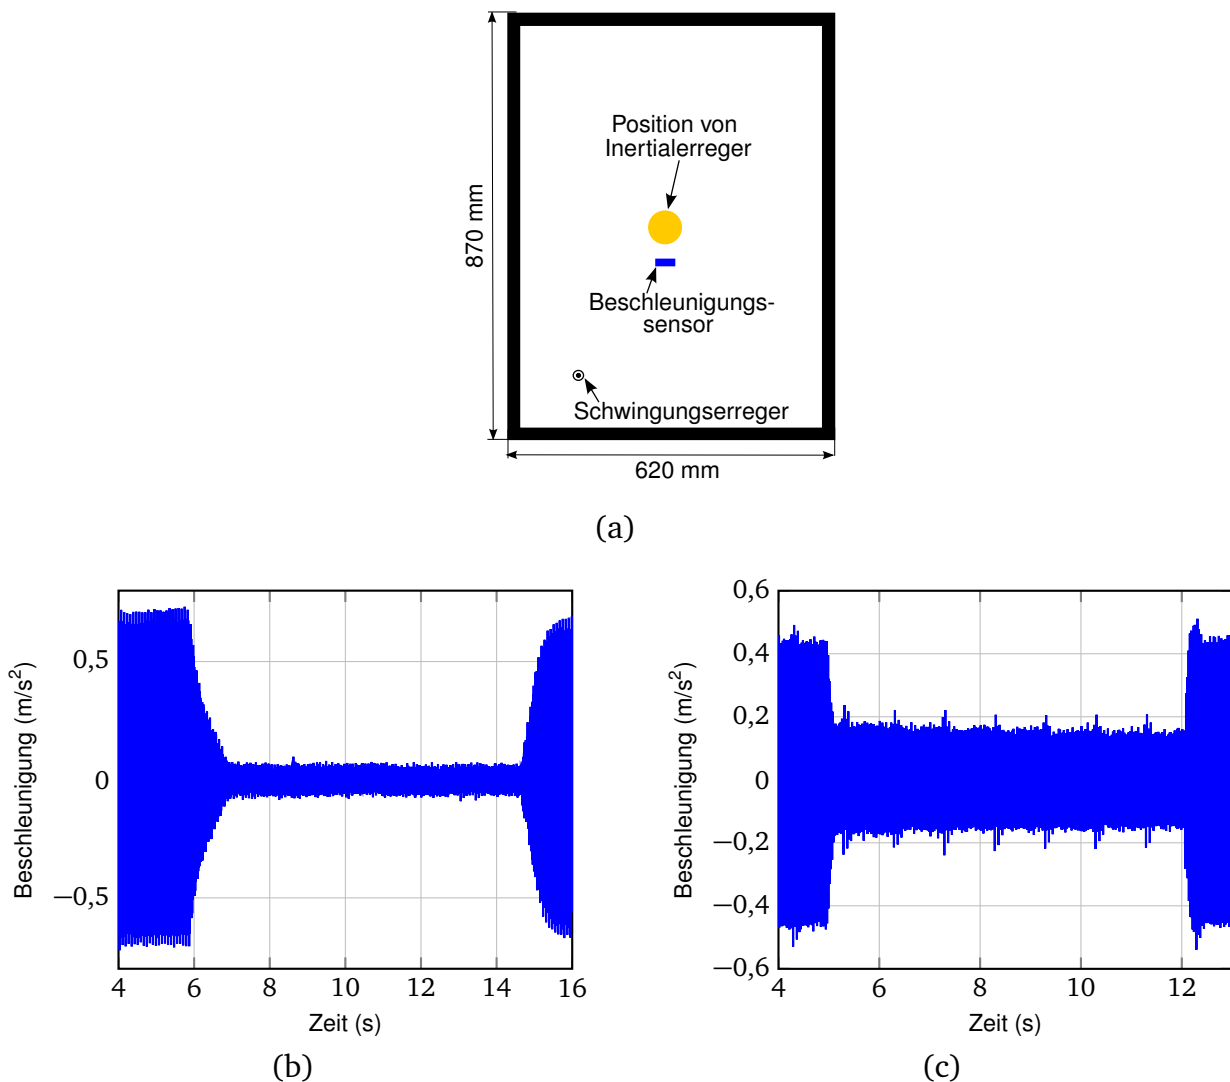 Position von
Inertialerreger
870 mm
Beschleunigungs-
sensor
Schwingungserreger
620 mm
(a)
0,5
0
−0,5
Beschleunigung (m/s²)
4 6 8 10 12 14 16
Zeit (s)
(b)
0,6
0,4
0,2
0
−0,2
−0,4
−0,6
Beschleunigung (m/s²)
4 6 8 10 12
Zeit (s)
(c)